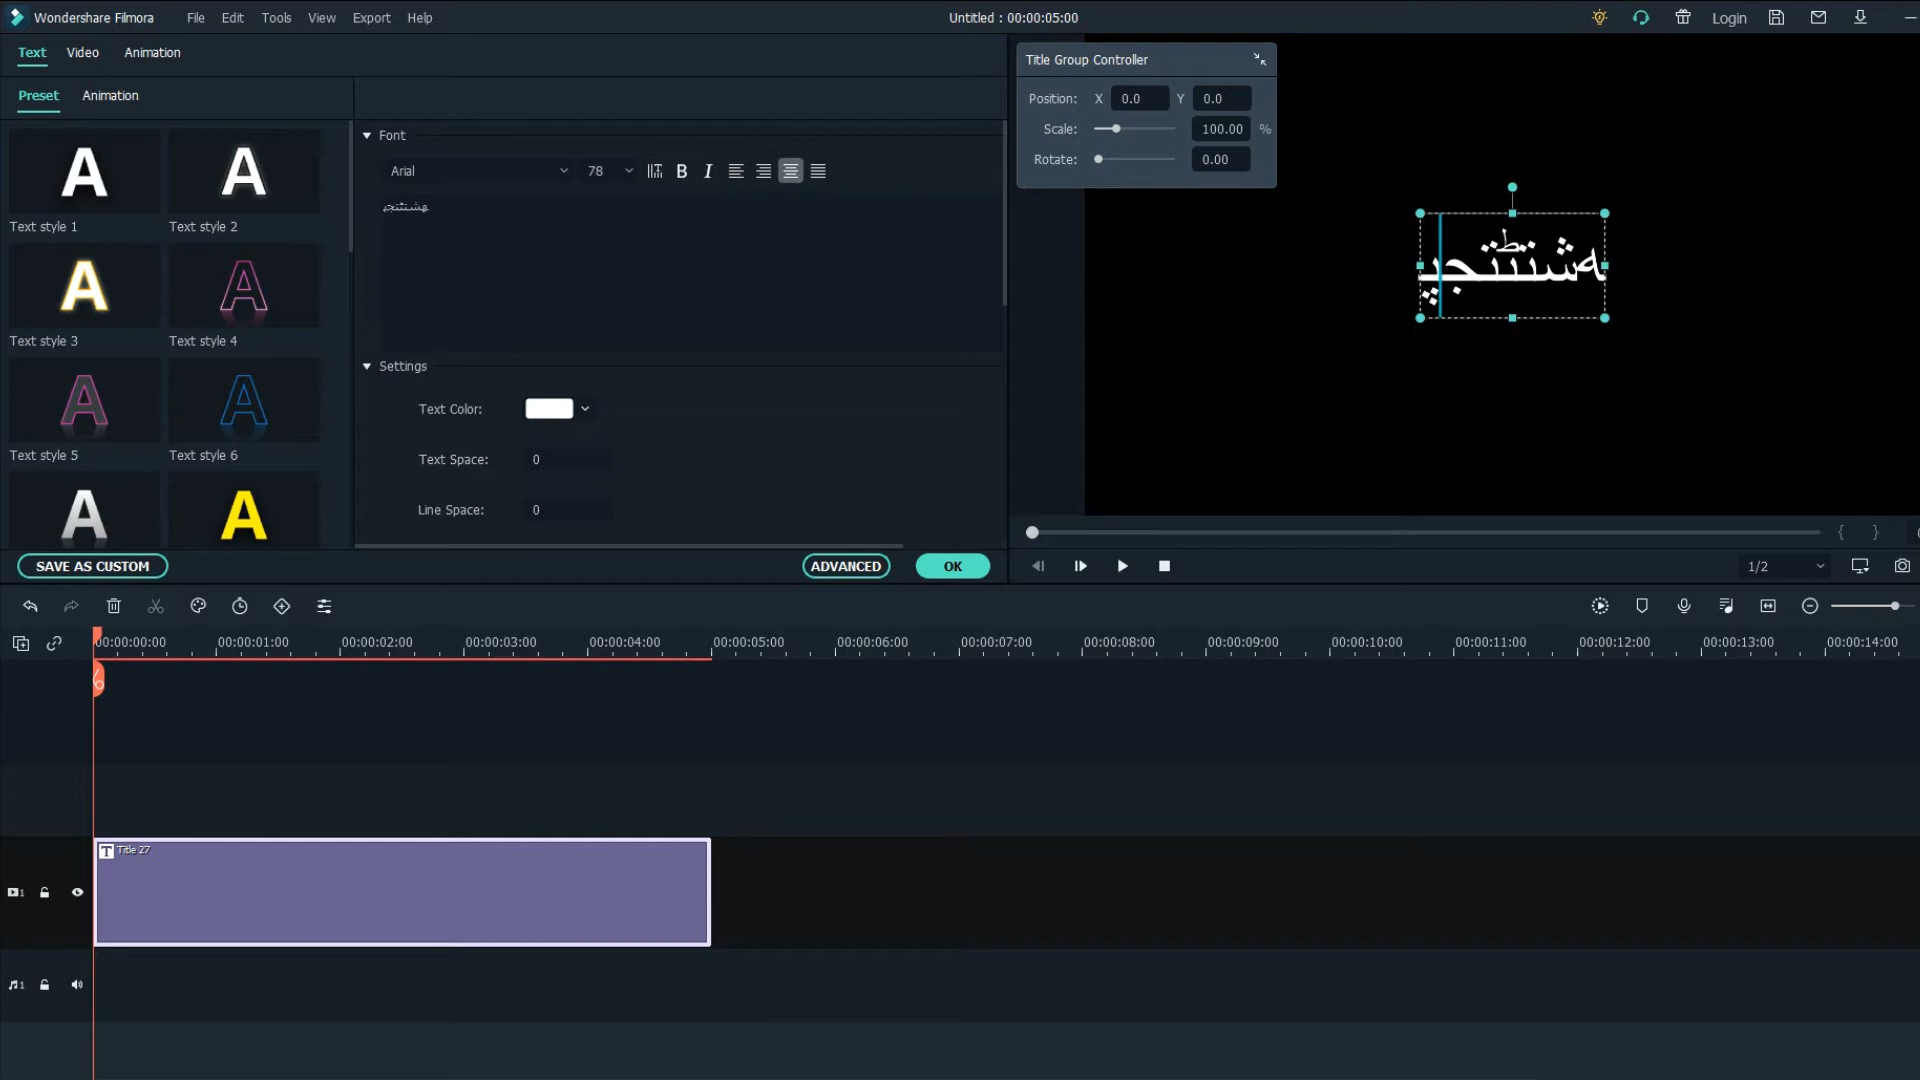 Wondershare Filmora File Edit Tools View Export Help
Untitled : 00:00:05:00
Login
Text Video Animation
Preset Animation
Text style 1
Text style 2
Text style 3
Text style 4
Text style 5
Text style 6
Font
Arial
78
Settings
Text Color:
Text Space: 0
Line Space: 0
SAVE AS CUSTOM
ADVANCED
OK
Title Group Controller
Position: X 0.0 Y 0.0
Scale: 100.00 %
Rotate: 0.00
1/2
00:00:00:00 00:00:01:00 00:00:02:00 00:00:03:00 00:00:04:00 00:00:05:00 00:00:06:00 00:00:07:00 00:00:08:00 00:00:09:00 00:00:10:00 00:00:11:00 00:00:12:00 00:00:13:00 00:00:14:00
T Title 27
1
1